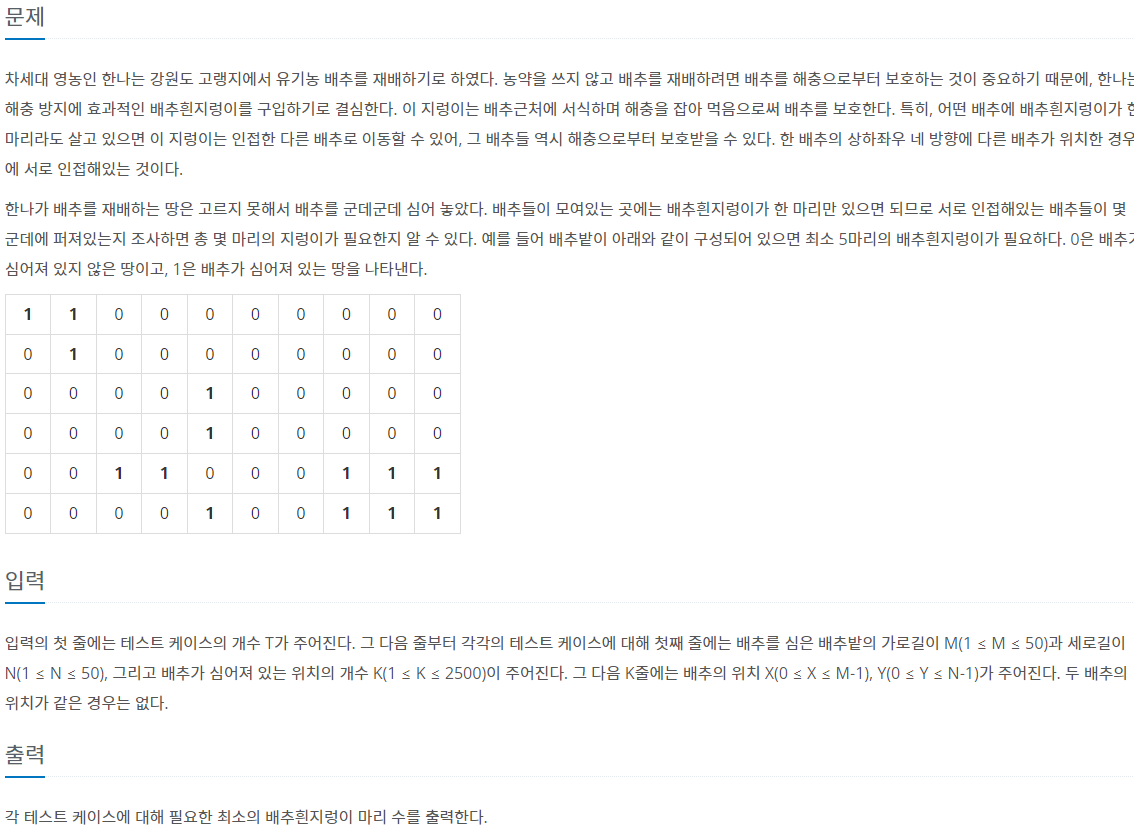 문제
차세대 영농인 한나는 강원도 고랭지에서 유기농 배추를 재배하기로 하였다. 농약을 쓰지 않고 배추를 재배하려면 배추를 해충으로부터 보호하는 것이 중요하기 때문에, 한나는
해충 방지에 효과적인 배추흰지렁이를 구입하기로 결심한다. 이 지렁이는 배추근처에 서식하며 해충을 잡아 먹음으로써 배추를 보호한다. 특히, 어떤 배추에 배추흰지렁이가
마리라도 살고 있으면 이 지렁이는 인접한 다른 배추로 이동할 수 있어, 그 배추들 역시 해충으로부터 보호받을 수 있다. 한 배추의 상하좌우 네 방향에 다른 배추가 위치한 경우
에 서로 인접해있는 것이다.
한나가 배추를 재배하는 땅은 고르지 못해서 배추를 군데군데 심어 놓았다. 배추들이 모여있는 곳에는 배추흰지렁이가 한 마리만 있으면 되므로 서로 인접해있는 배추들이 몇
군데에 퍼져있는지 조사하면 총 몇 마리의 지렁이가 필요한지 알 수 있다. 예를 들어 배추밭이 아래와 같이 구성되어 있으면 최소 5마리의 배추흰지렁이가 필요하다. 0은
심어져 있지 않은 땅이고, 1은 배추가 심어져 있는 땅을 나타낸다.
1 1 0 0 0 0 0 0 0 0
0 1 0 0 0 0 0 0 0 0
0 0 0 0 1 0 0 0 0 0
0 0 0 0 1 0 0 0 0 0
0 0 1 1 0 0 0 1 1 1
0 0 0 0 1 0 0 1 1 1
입력
입력의 첫 줄에는 테스트 케이스의 개수 T가 주어진다. 그 다음 줄부터 각각의 테스트 케이스에 대해 첫째 줄에는 배추를 심은 배추밭의 가로길이 M(1 ≤ M ≤ 50)과 세로길이
N(1 ≤ N ≤ 50), 그리고 배추가 심어져 있는 위치의 개수 K(1 ≤ K ≤ 2500)이 주어진다. 그 다음 K줄에는 배추의 위치 X(0 ≤ X ≤ M-1), Y(0 ≤ Y ≤ N-1)가 주어진다. 두 배추의
위치가 같은 경우는 없다.
출력
각 테스트 케이스에 대해 필요한 최소의 배추흰지렁이 마리 수를 출력한다.